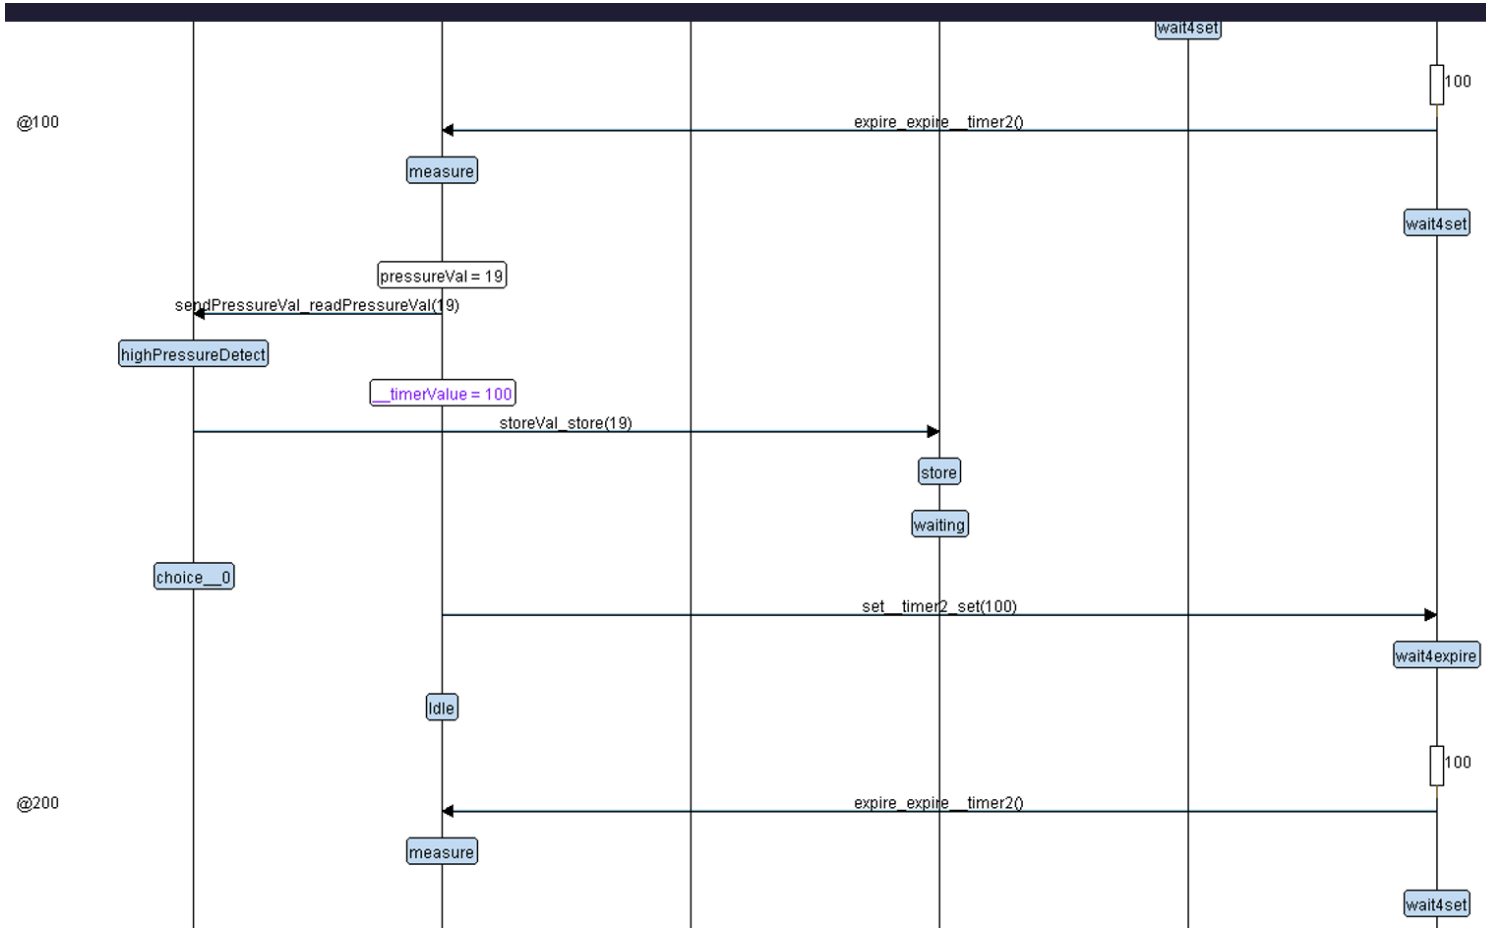 wait4set
100
@100
expire_expire__timer2()
measure
wait4set
pressureVal = 19
sendPressureVal_readPressureVal(19)
highPressureDetect
__timerValue = 100
storeVal_store(19)
store
waiting
choice__0
set__timer2_set(100)
wait4expire
Idle
100
@200
expire_expire__timer2()
measure
wait4set